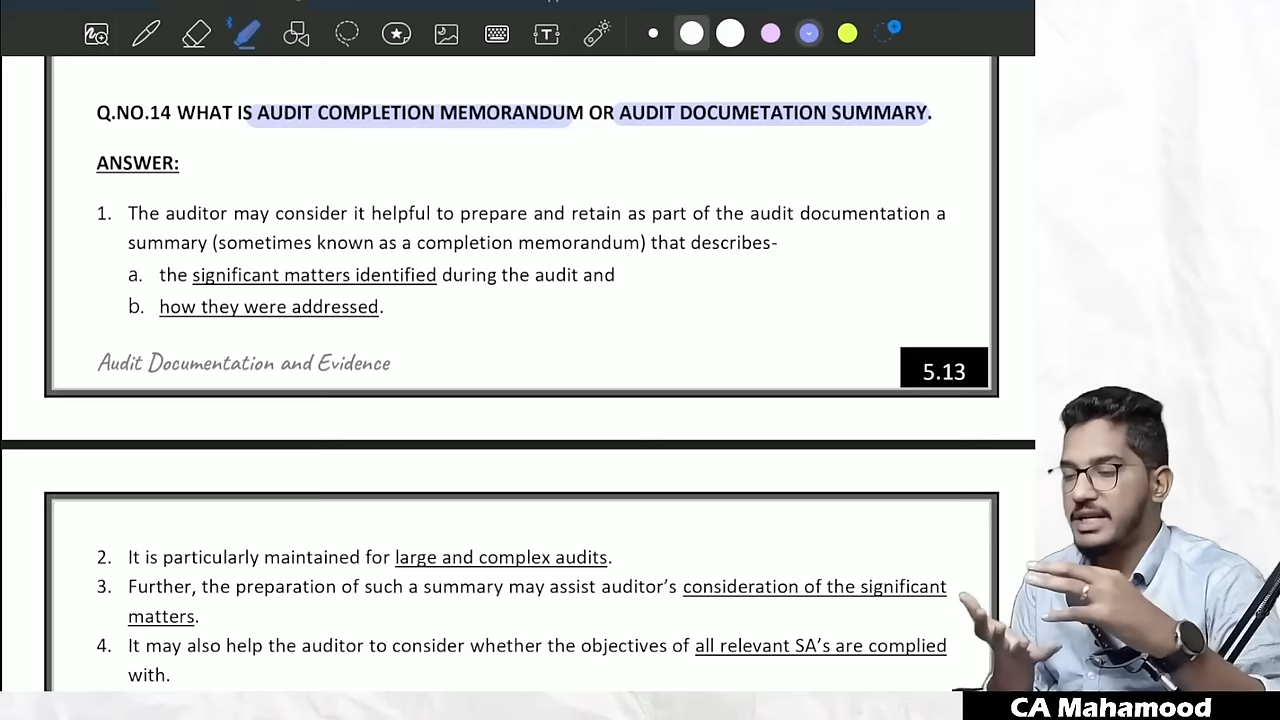 Q.NO.14 WHAT IS AUDIT COMPLETION MEMORANDUM OR AUDIT DOCUMETATION SUMMARY.
ANSWER:
1. The auditor may consider it helpful to prepare and retain as part of the audit documentation a
summary (sometimes known as a completion memorandum) that describes-
a. the significant matters identified during the audit and
b. how they were addressed.
Audit Documentation and Evidence
5.13
2. It is particularly maintained for large and complex audits.
3. Further, the preparation of such a summary may assist auditor's consideration of the significant
matters.
4. It may also help the auditor to consider whether the objectives of all relevant SA's are complied
with.
CA Mahamood